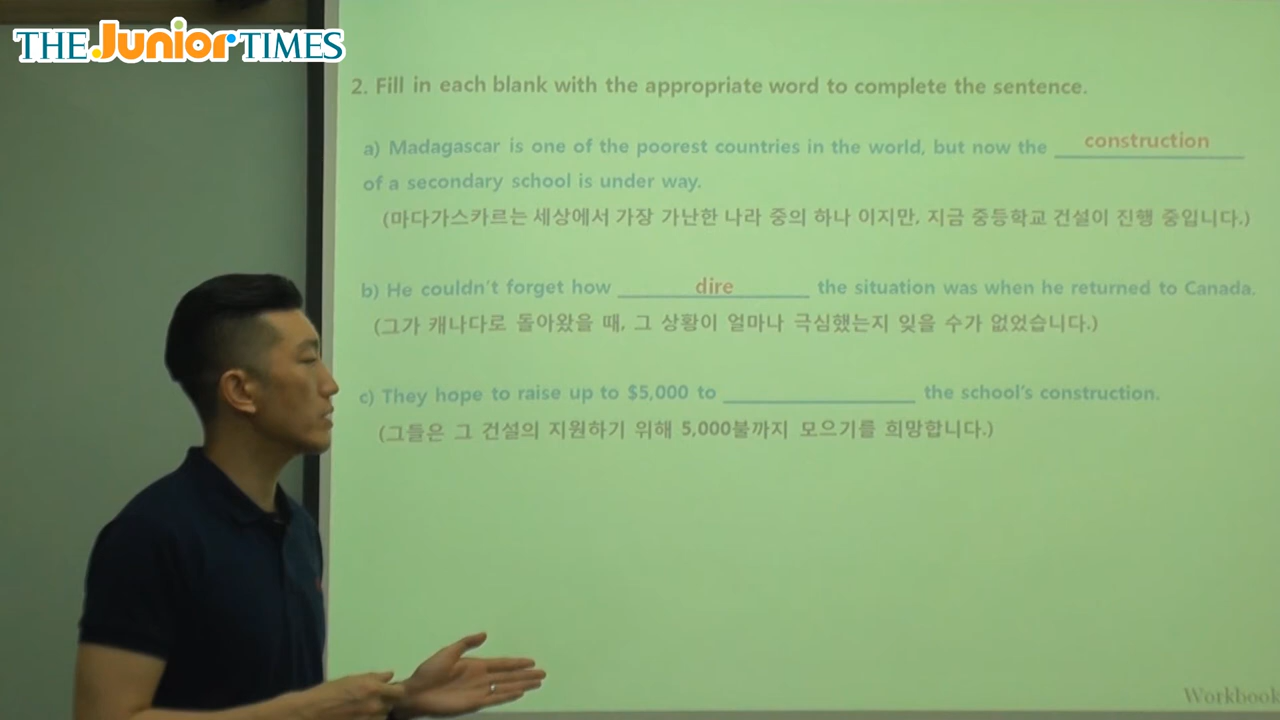 THE Junior TIMES
2. Fill in each blank with the appropriate word to complete the sentence.
a) Madagascar is one of the poorest countries in the world, but now the construction
of a secondary school is under way.
(마다가스카르는 세상에서 가장 가난한 나라 중의 하나 이지만, 지금 중등학교 건설이 진행 중입니다.)
b) He couldn't forget how dire the situation was when he returned to Canada.
(그가 캐나다로 돌아왔을 때, 그 상황이 얼마나 극심했는지 잊을 수가 없었습니다.)
c) They hope to raise up to $5,000 to ____________ the school's construction.
(그들은 그 건설의 지원하기 위해 5,000불까지 모으기를 희망합니다.)
Workbook